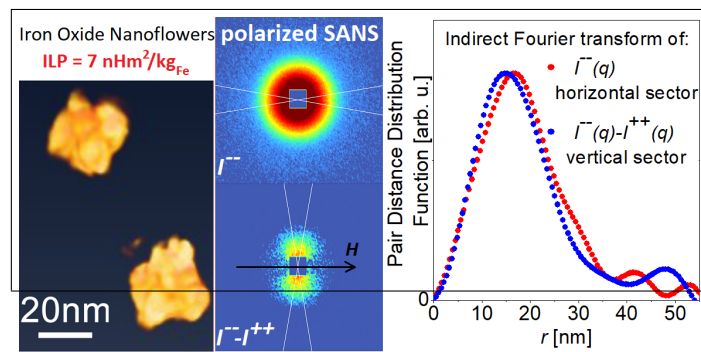 Iron Oxide Nanoflowers
ILP = 7 nHm²/kg_Fe
20nm
polarized SANS
I⁻⁻
H
I⁻⁻-I⁺⁺
Pair Distance Distribution
Function [arb. u.]
Indirect Fourier transform of:
I⁻⁻(q)
horizontal sector
I⁻⁻(q)-I⁺⁺(q)
vertical sector
0
0 10 20 30 40 50
r [nm]